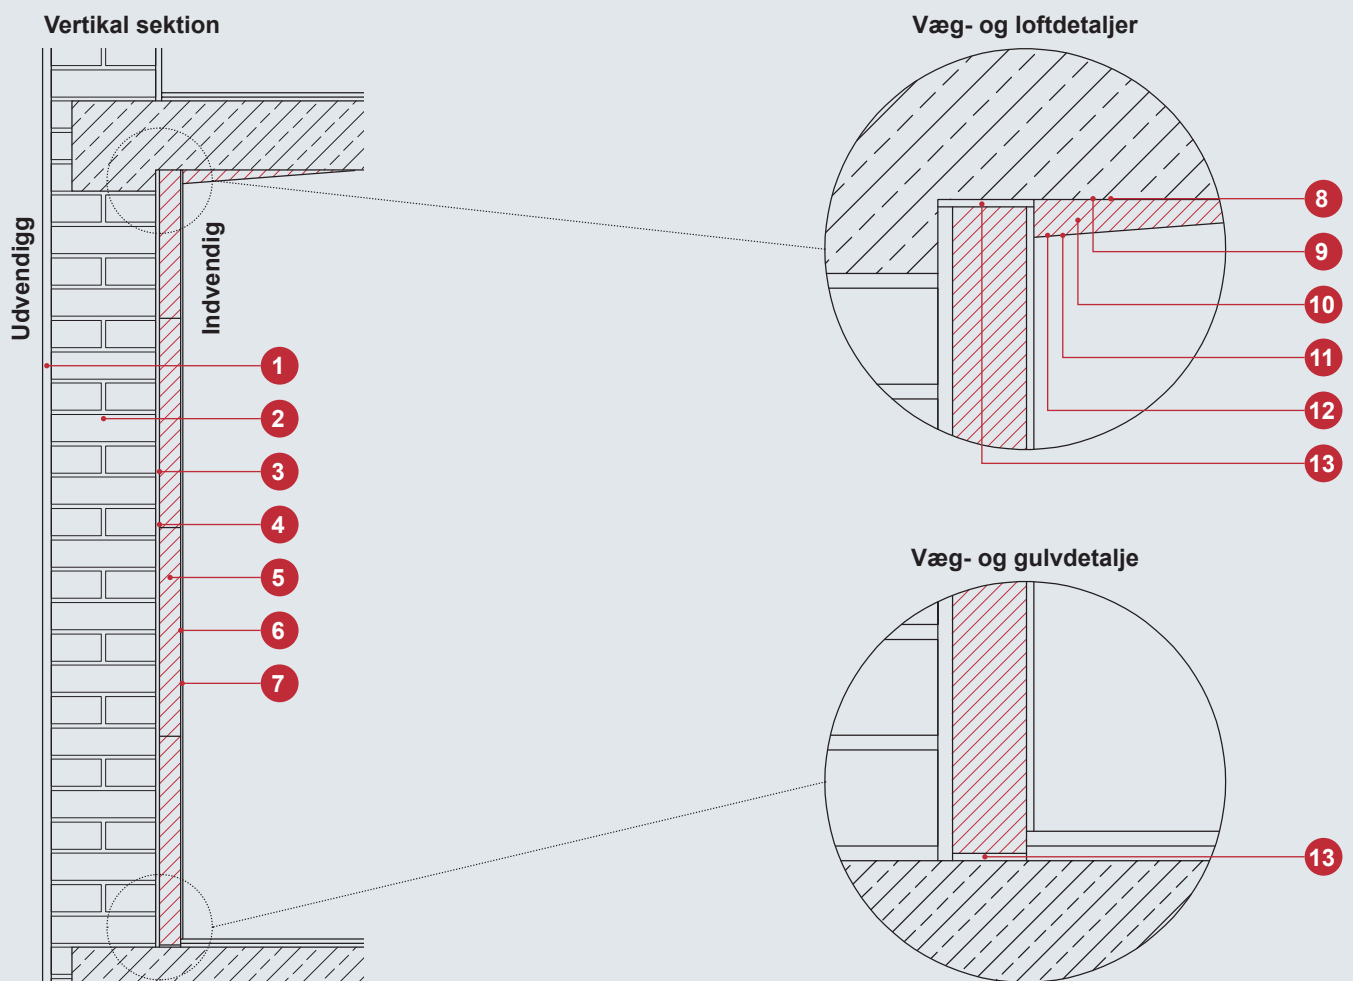 Vertikal sektion
Udvendigg
Indvendig
1
2
3
4
5
6
7
Væg- og loftdetaljer
8
9
10
11
12
13
Væg- og gulvdetalje
13